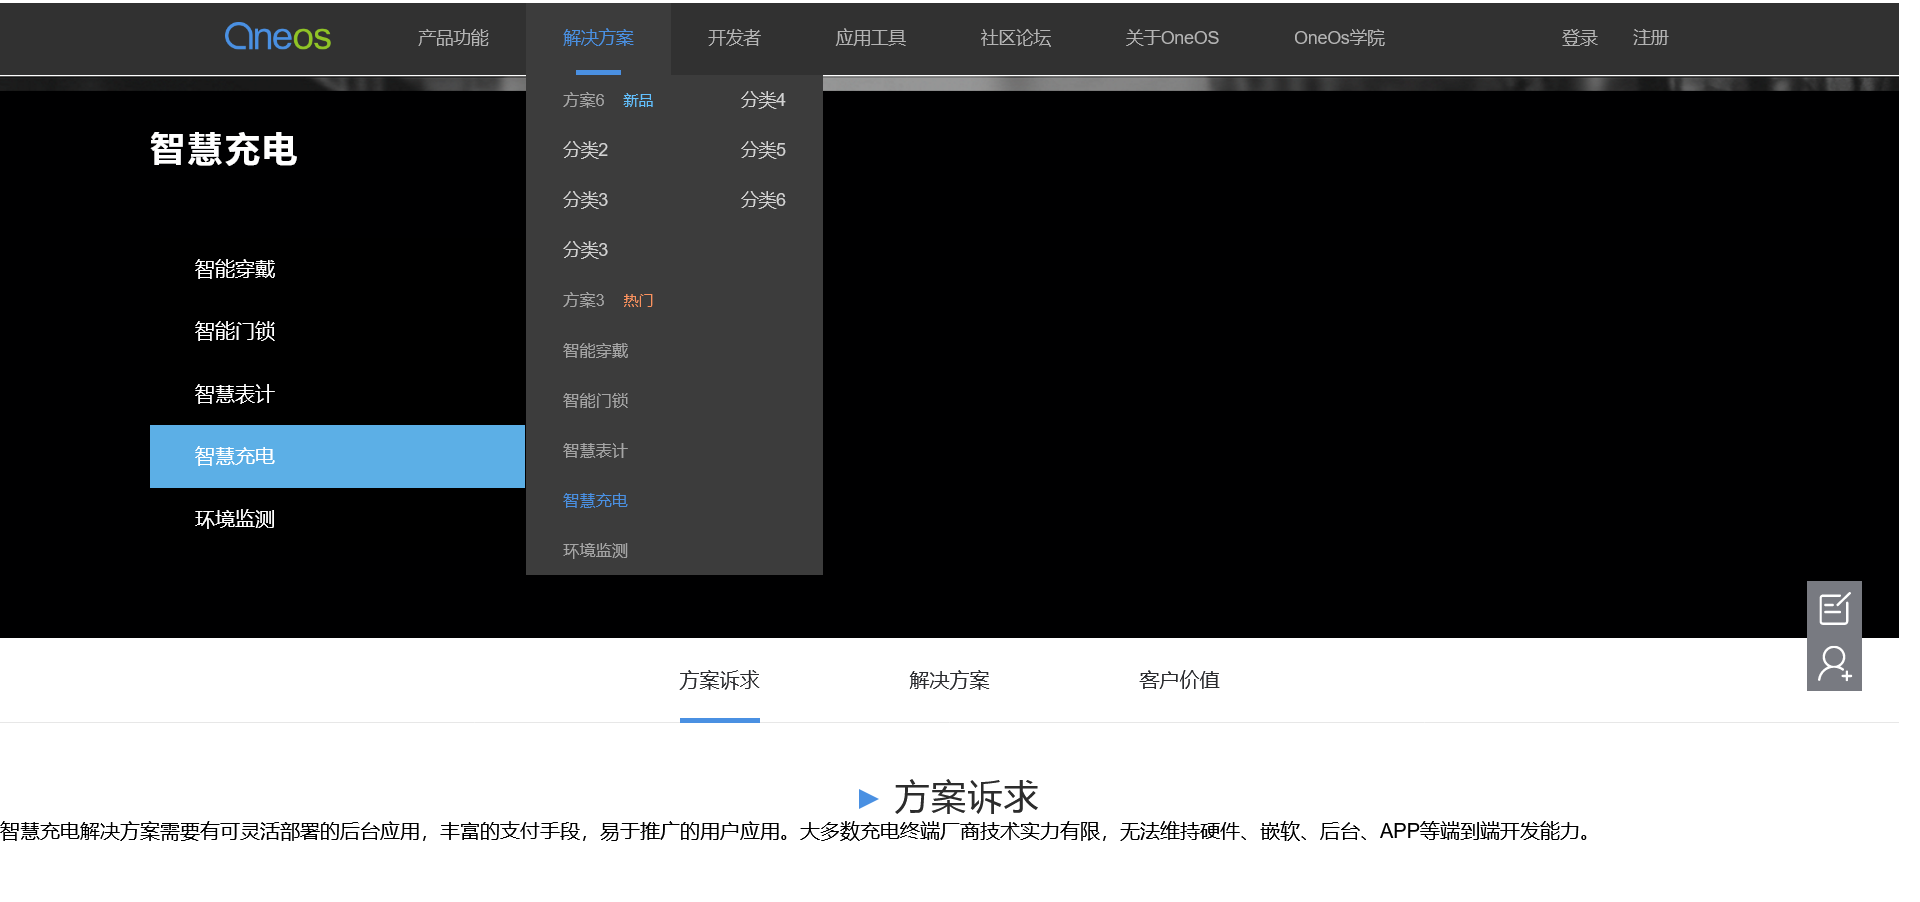 Oneos 产品功能 解决方案 开发者 应用工具 社区论坛 关于OneOS OneOs学院 登录 注册
方案6 新品 分类4
分类2 分类5
分类3 分类6
分类3
方案3 热门
智能穿戴
智能门锁
智慧表计
智慧充电
环境监测
智慧充电
智能穿戴
智能门锁
智慧表计
智慧充电
环境监测
方案诉求 解决方案 客户价值
方案诉求
智慧充电解决方案需要有可灵活部署的后台应用，丰富的支付手段，易于推广的用户应用。大多数充电终端厂商技术实力有限，无法维持硬件、嵌软、后台、APP等端到端开发能力。